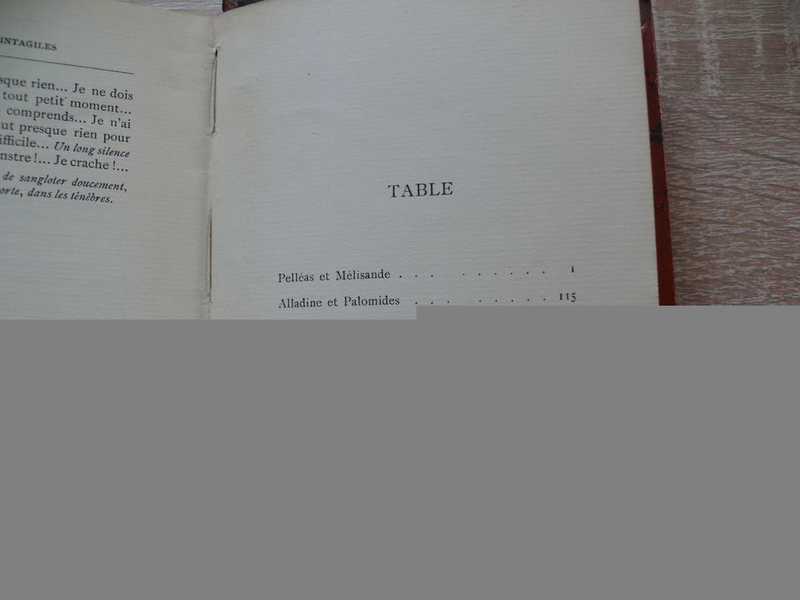 INTAGILES
sque rien... Je ne dois
tout petit moment...
comprends... Je n'ai
ut presque rien pour
ifficile... Un long silence
nstre !... Je crache !...
de sangloter doucement,
orte, dans les ténèbres.
TABLE
Pelléas et Mélisande . . . . . . . . . 1
Alladine et Palomides . . . . . . . . 115